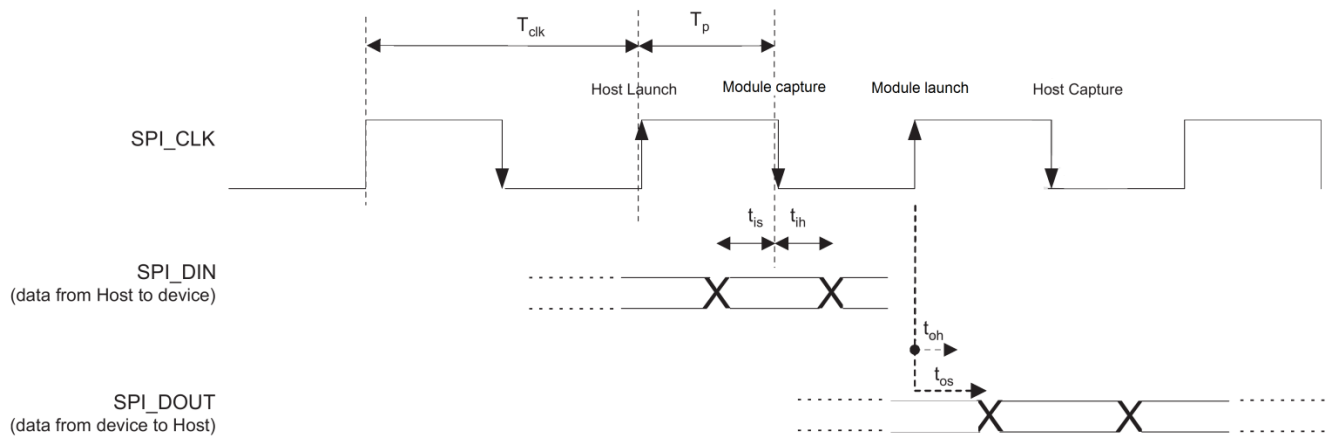 T_clk
T_p
Host Launch
Module capture
Module launch
Host Capture
SPI_CLK
t_is
t_ih
SPI_DIN
(data from Host to device)
t_oh
t_os
SPI_DOUT
(data from device to Host)